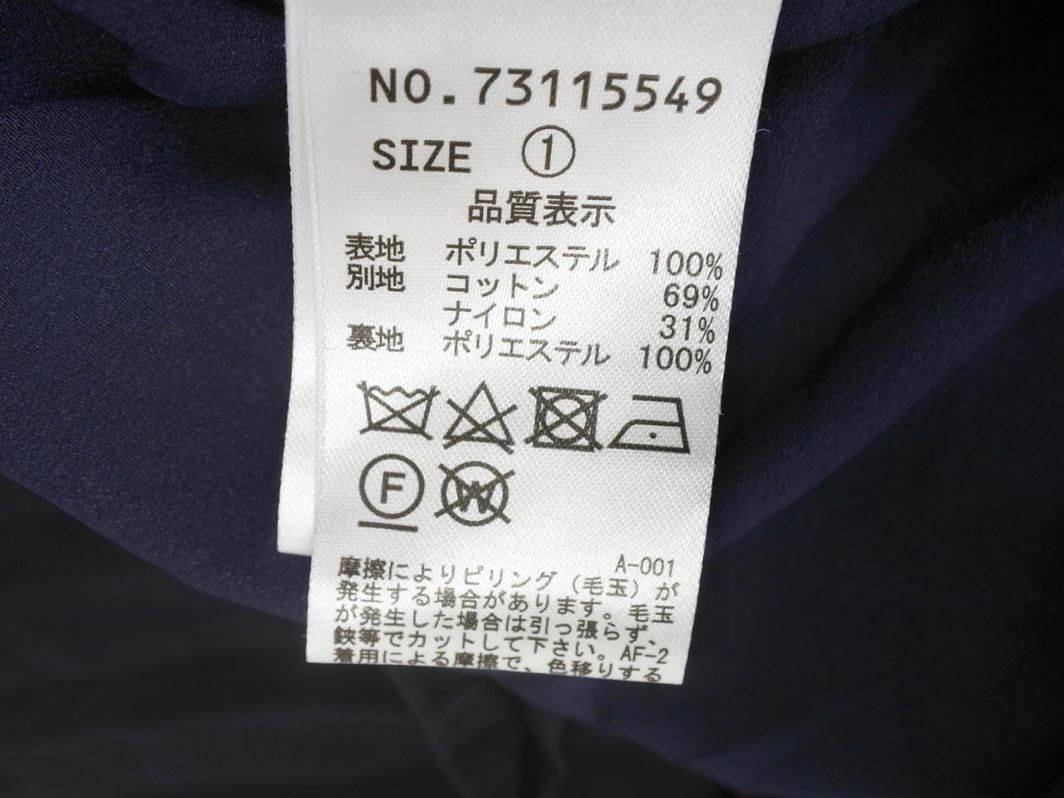 NO.73115549
SIZE ①
品質表示
表地 ポリエステル 100%
別地 コットン 69%
ナイロン 31%
裏地 ポリエステル 100%
F W
A-001
摩擦によりピリング(毛玉)が
発生する場合があります。毛玉
が発生した場合は引っ張らず、
鋏等でカットして下さい。AF-2
着用による摩擦で、色移りする